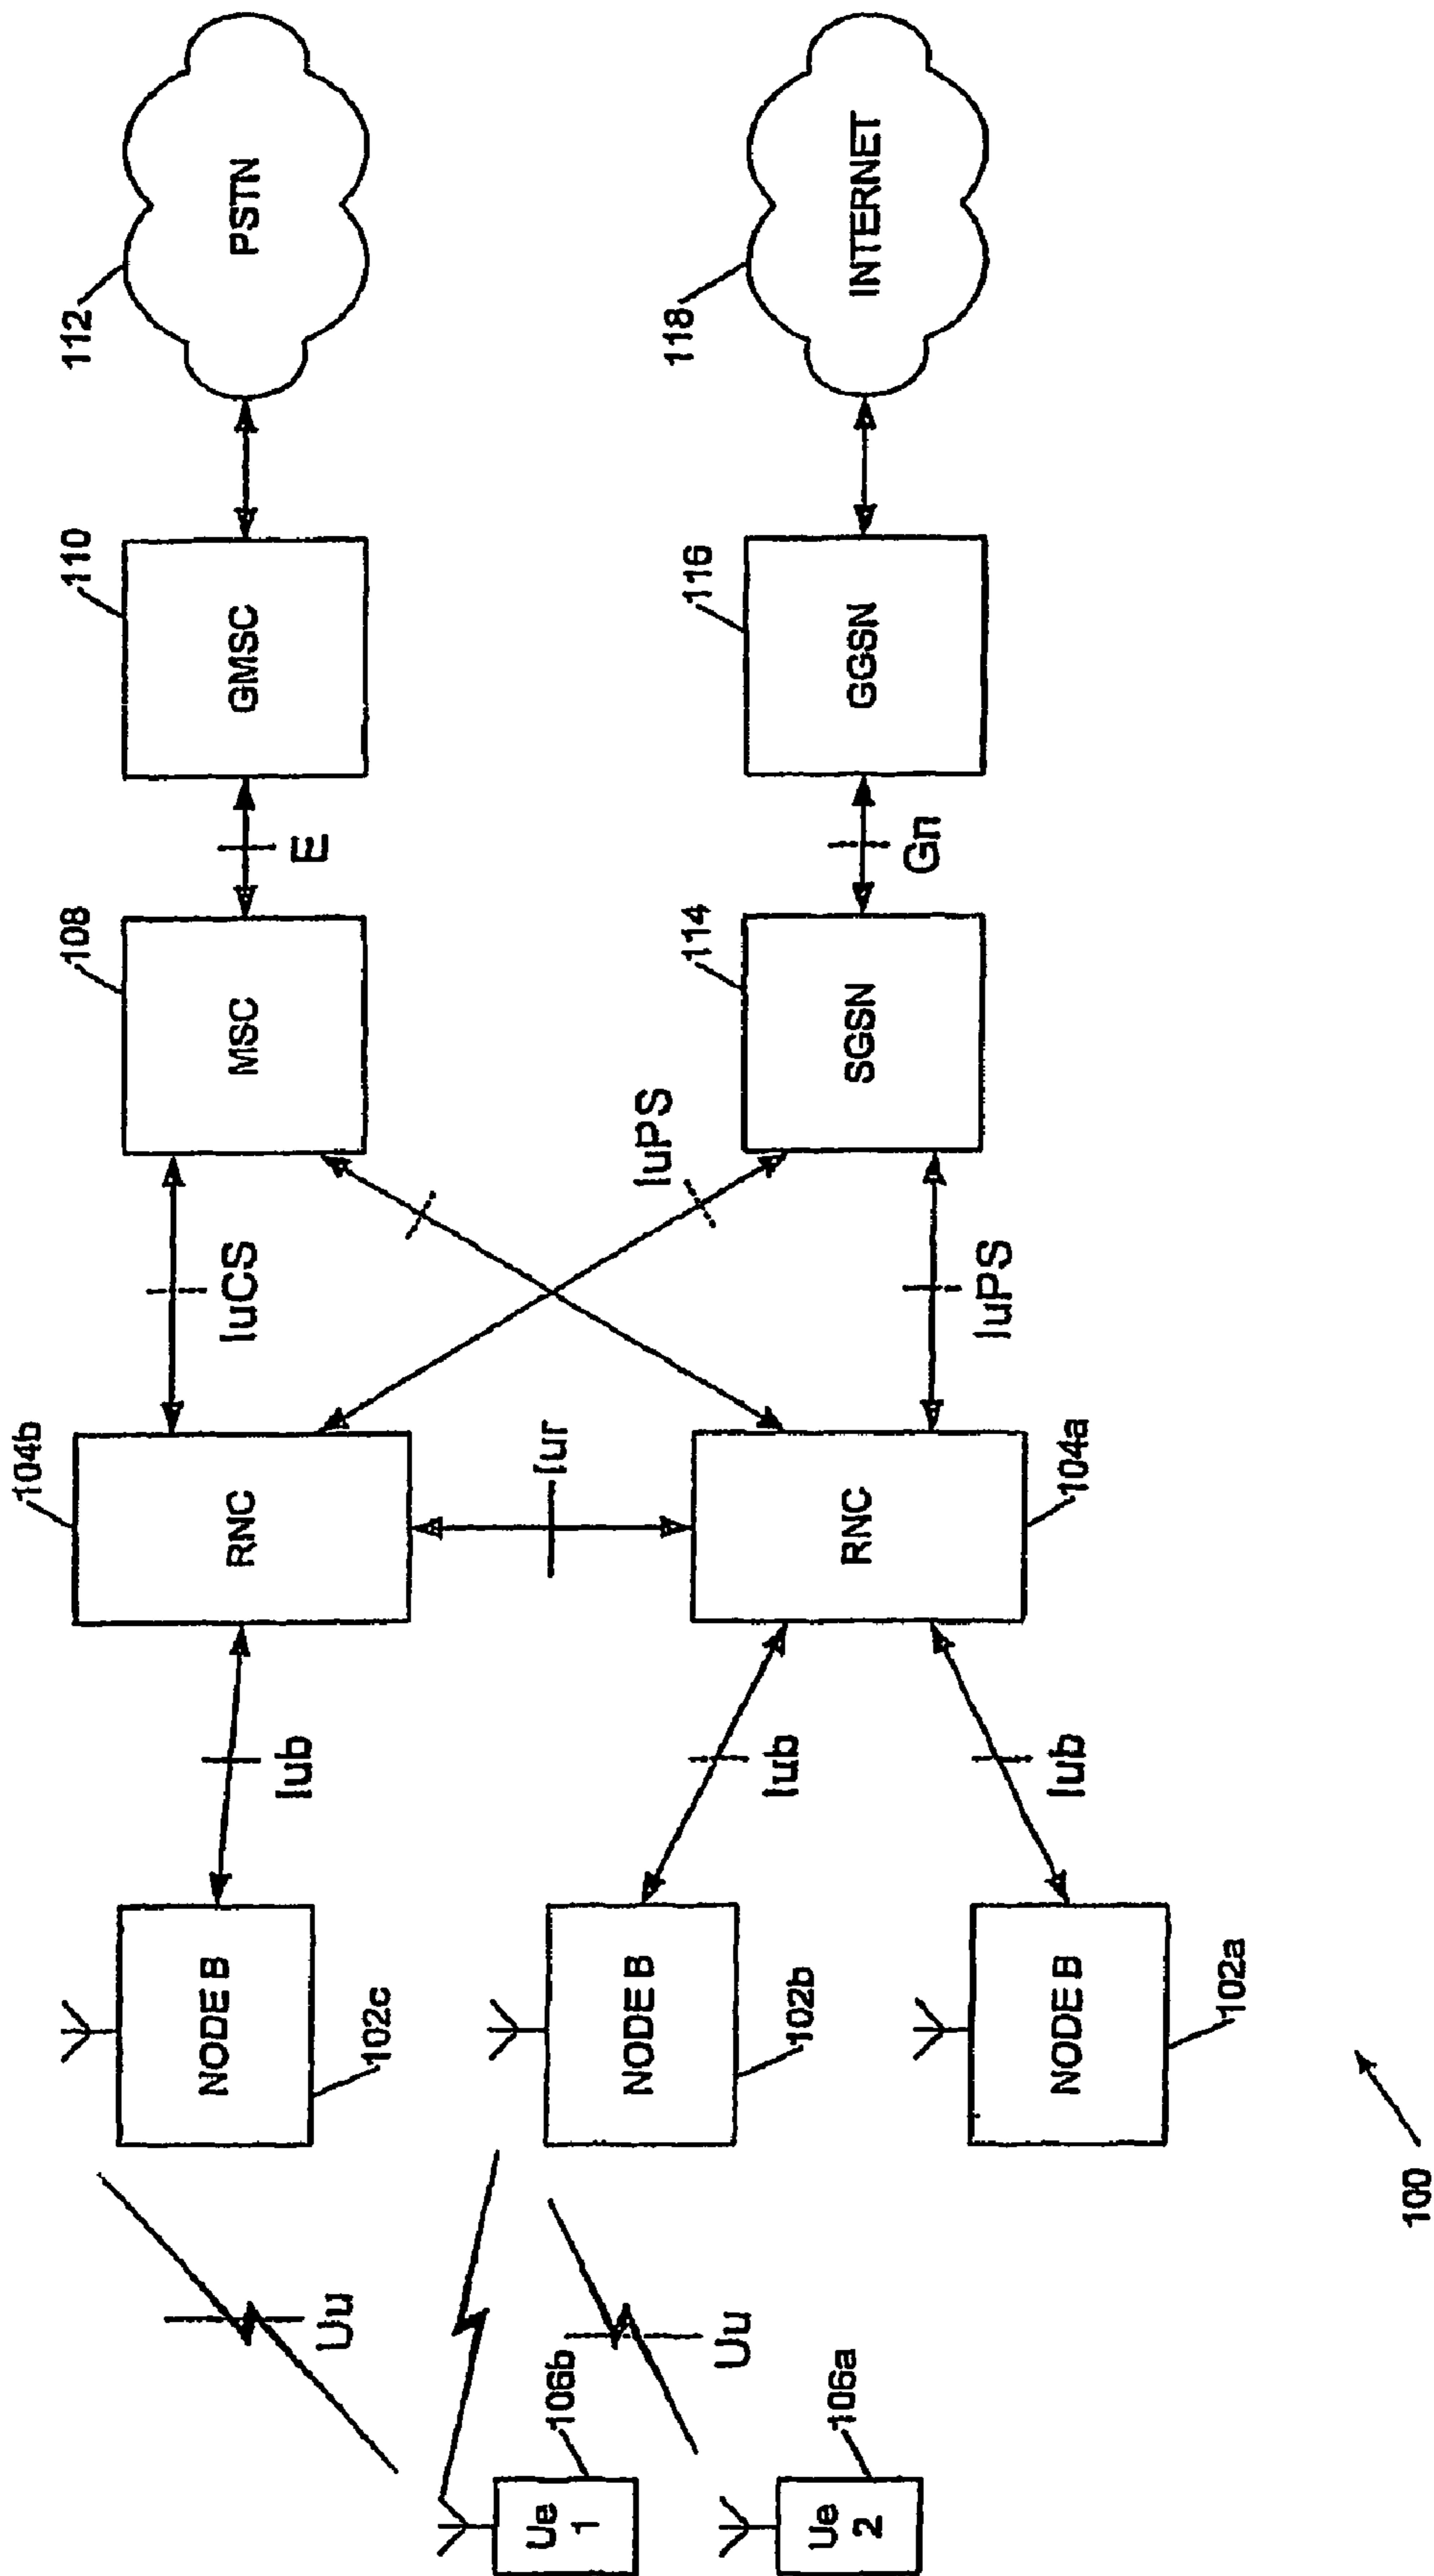 Ue
1
106b
Ue
2
106a
Uu
Uu
NODE B
102c
NODE B
102b
NODE B
102a
100
Iub
Iub
Iub
104b
RNC
Iur
RNC
104a
IuCS
IuPS
IuPS
108
MSC
114
SGSN
E
Gn
110
GMSC
116
GGSN
112
PSTN
118
INTERNET